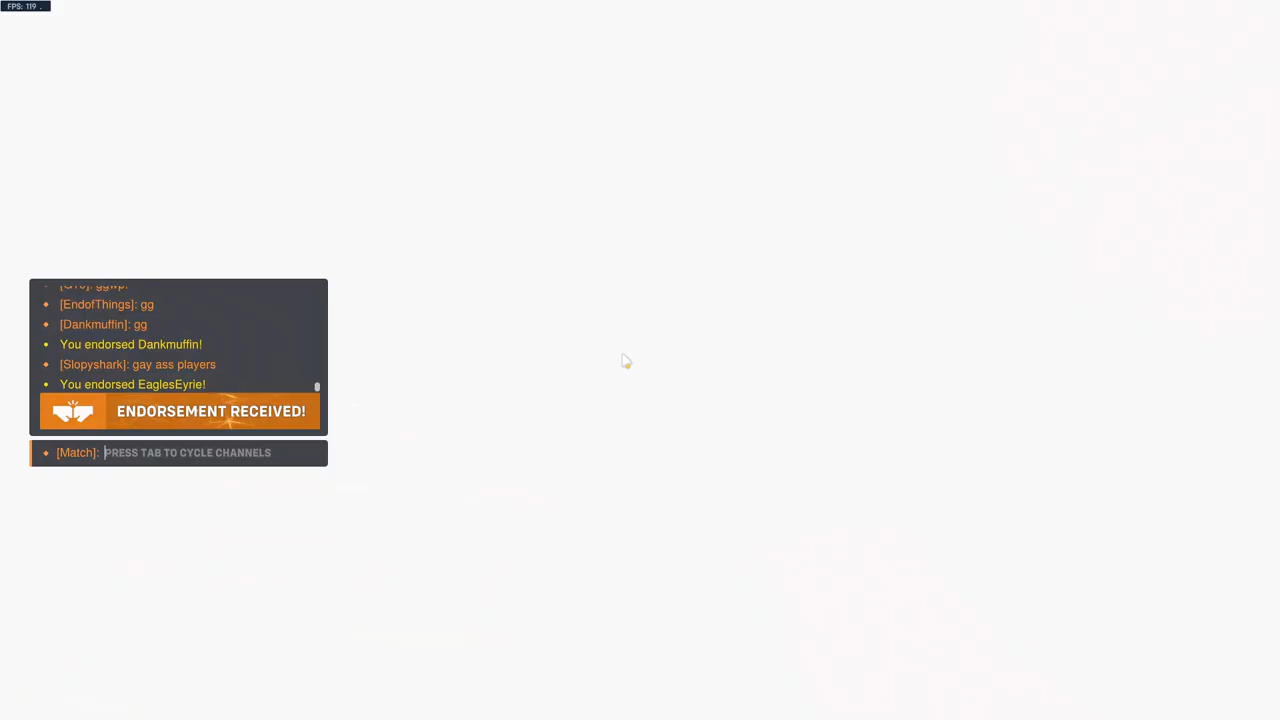 FPS: 119 .
ggwp!
[EndofThings]: gg
[Dankmuffin]: gg
You endorsed Dankmuffin!
[Slopyshark]: gay ass players
You endorsed EaglesEyrie!
ENDORSEMENT RECEIVED!
[Match]: PRESS TAB TO CYCLE CHANNELS